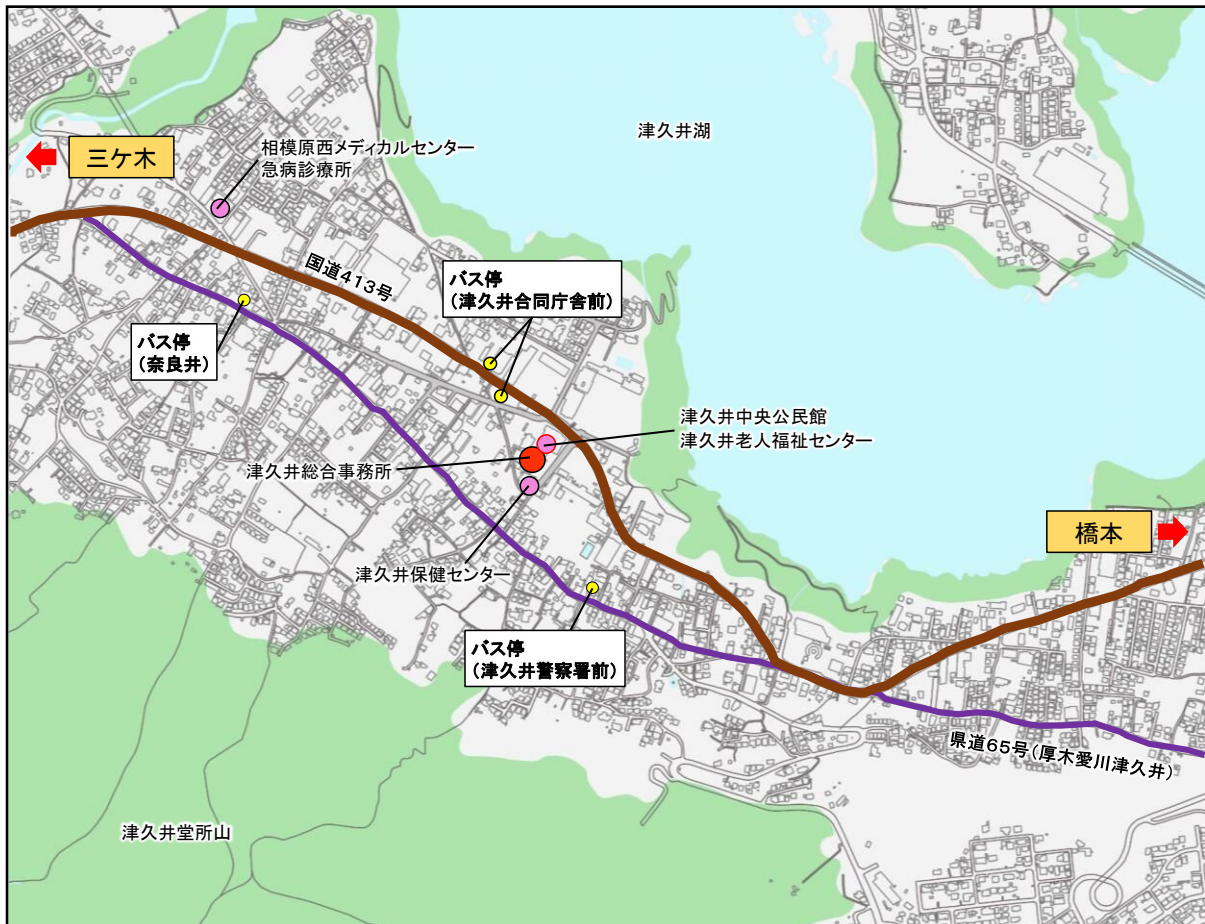 津久井湖
相模原西メディカルセンター
急病診療所
三ケ木
国道413号
バス停
(津久井合同庁舎前)
バス停
(奈良井)
津久井中央公民館
津久井老人福祉センター
津久井総合事務所
橋本
津久井保健センター
バス停
(津久井警察署前)
県道65号(厚木愛川津久井)
津久井堂所山